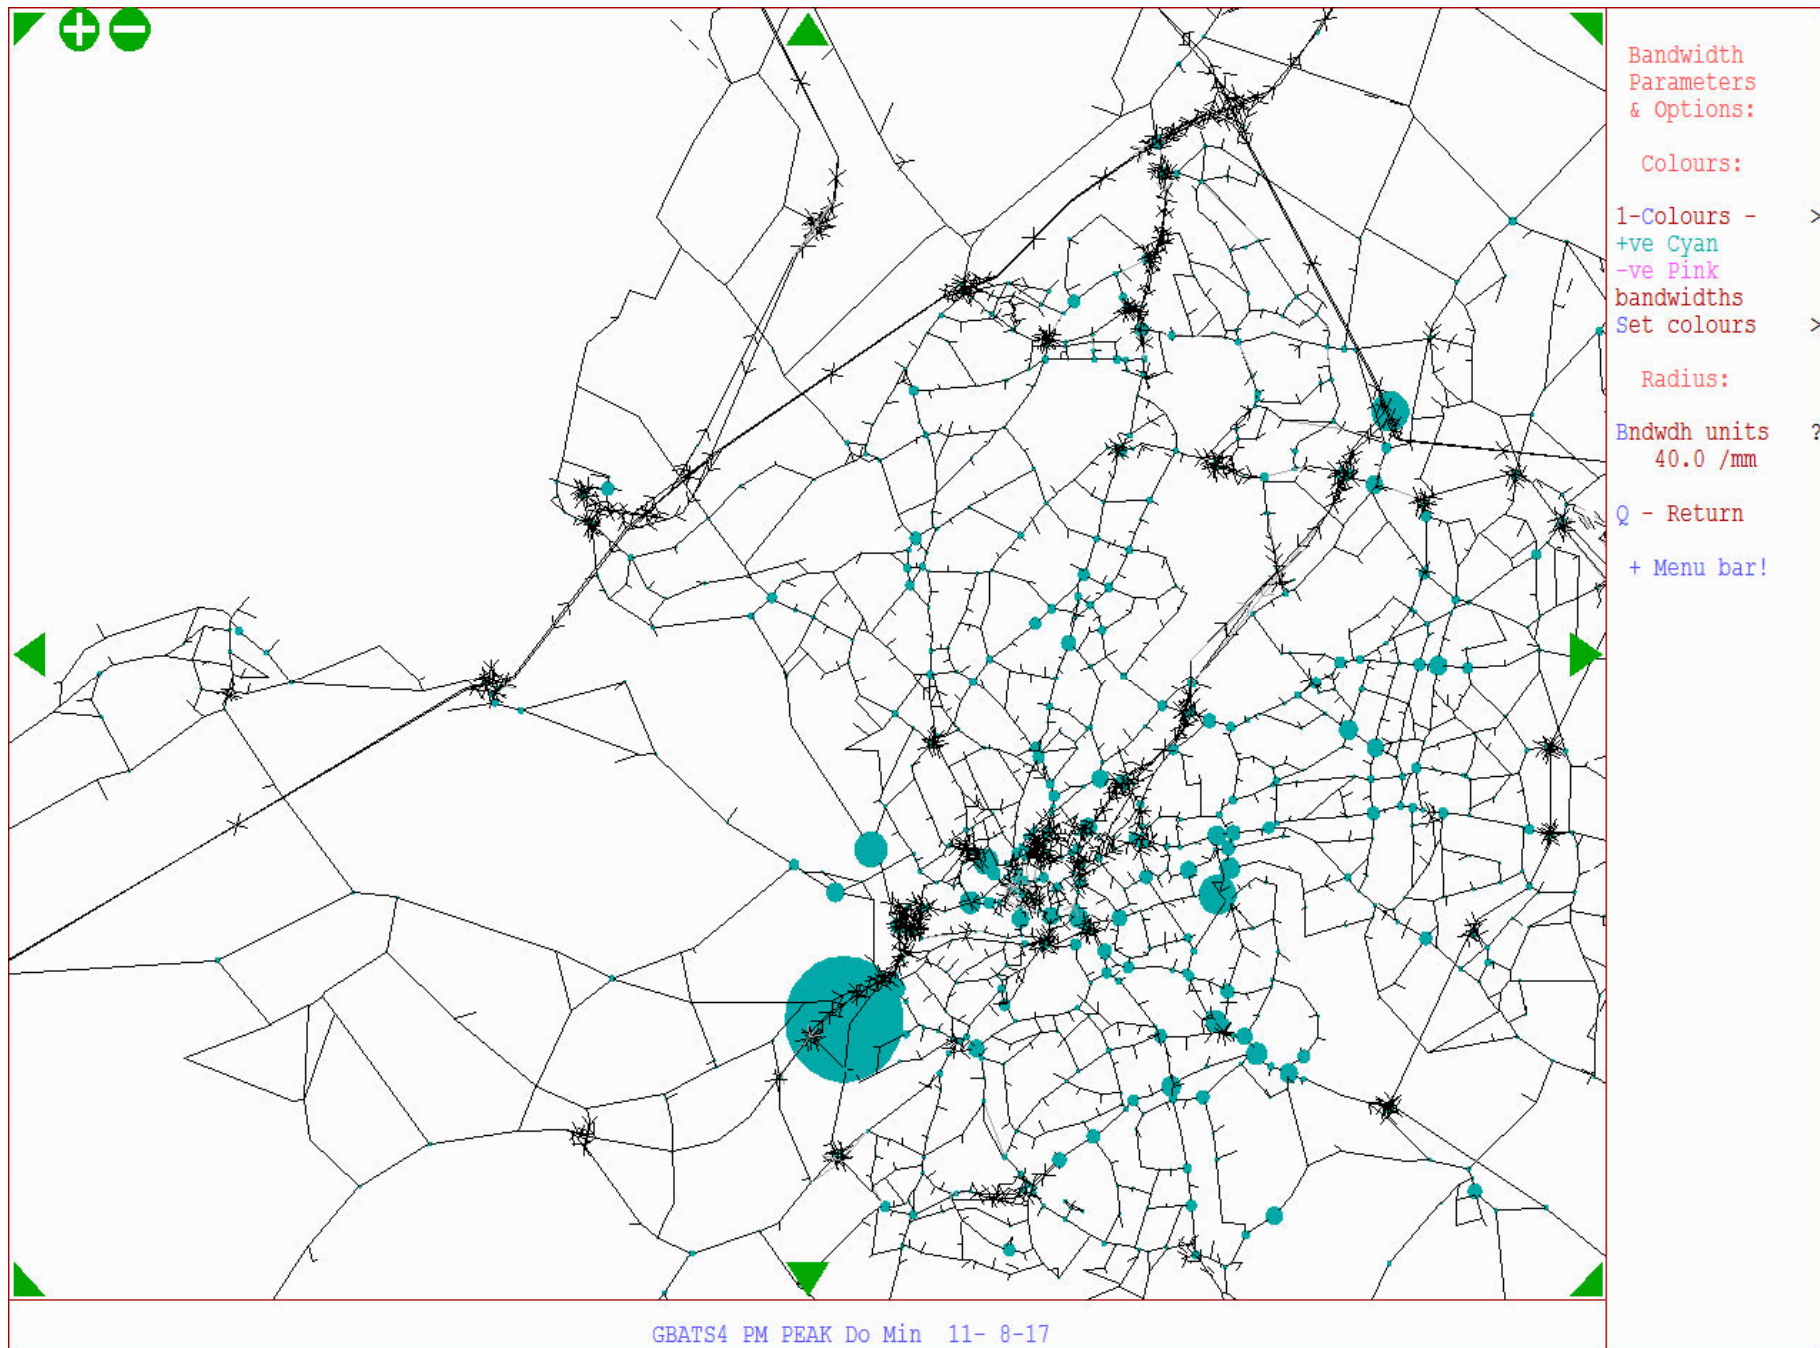 Bandwidth
Parameters
& Options:
Colours:
1-Colours - >
+ve Cyan
-ve Pink
bandwidths
Set colours >
Radius:
Bndwdh units ?
40.0 /mm
Q - Return
+ Menu bar!
GBATS4 PM PEAK Do Min 11- 8-17